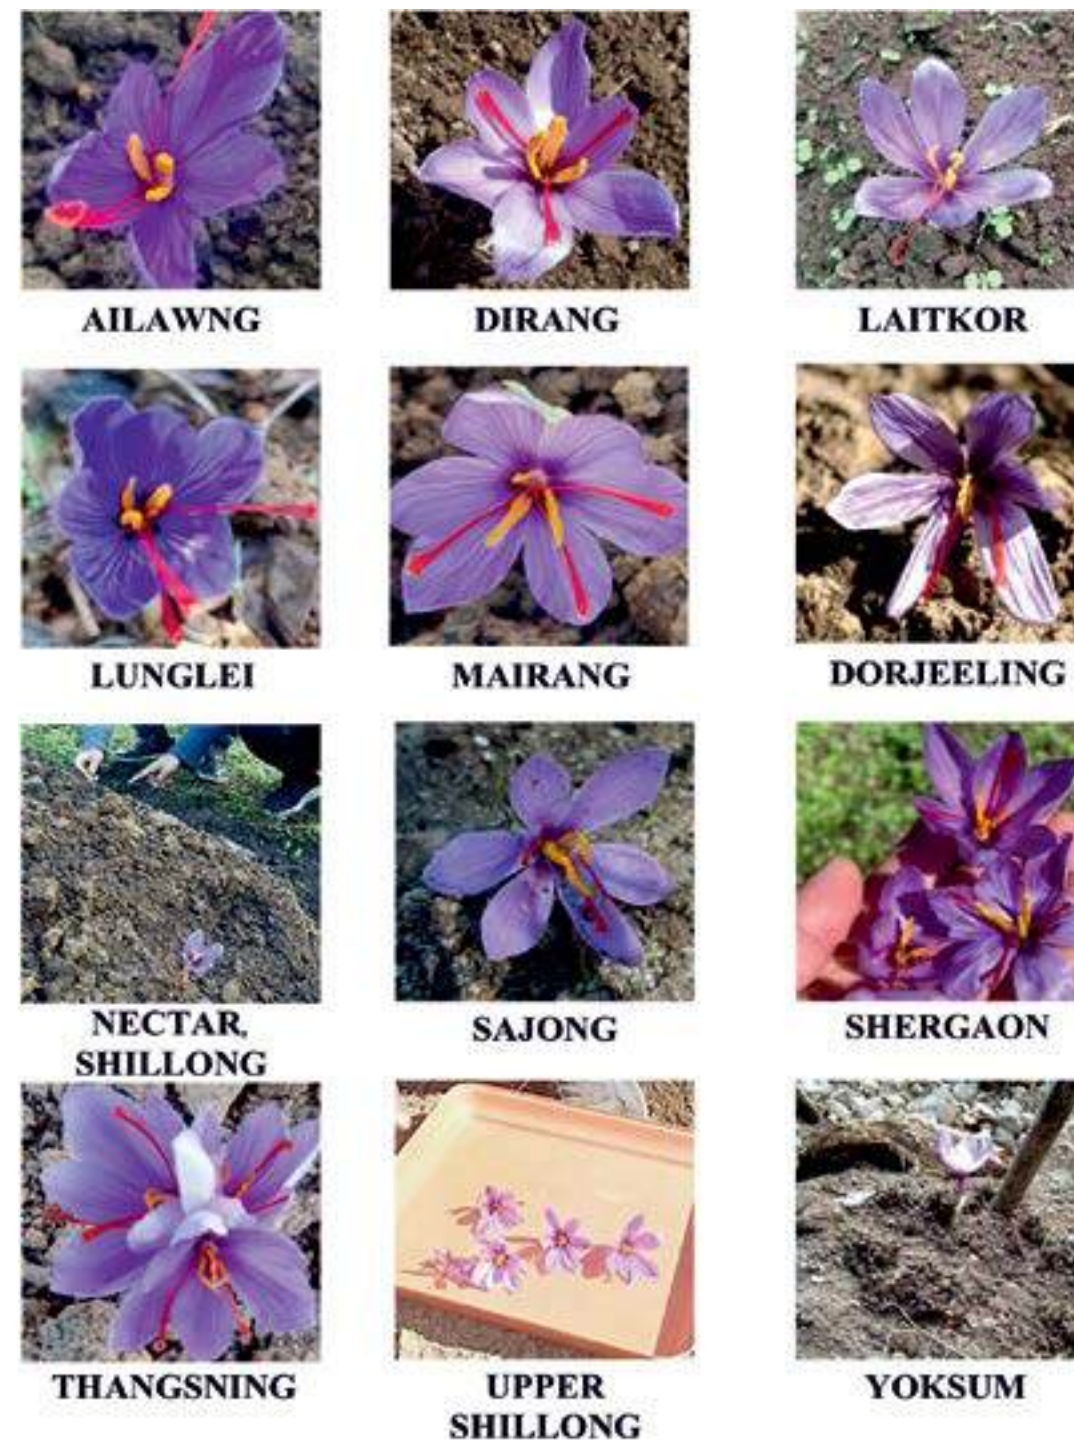 AILAWNG
DIRANG
LAITKOR
LUNGLEI
MAIRANG
DORJEELING
NECTAR,
SHILLONG
SAJONG
SHERGAON
THANGSNING
UPPER
SHILLONG
YOKSUM